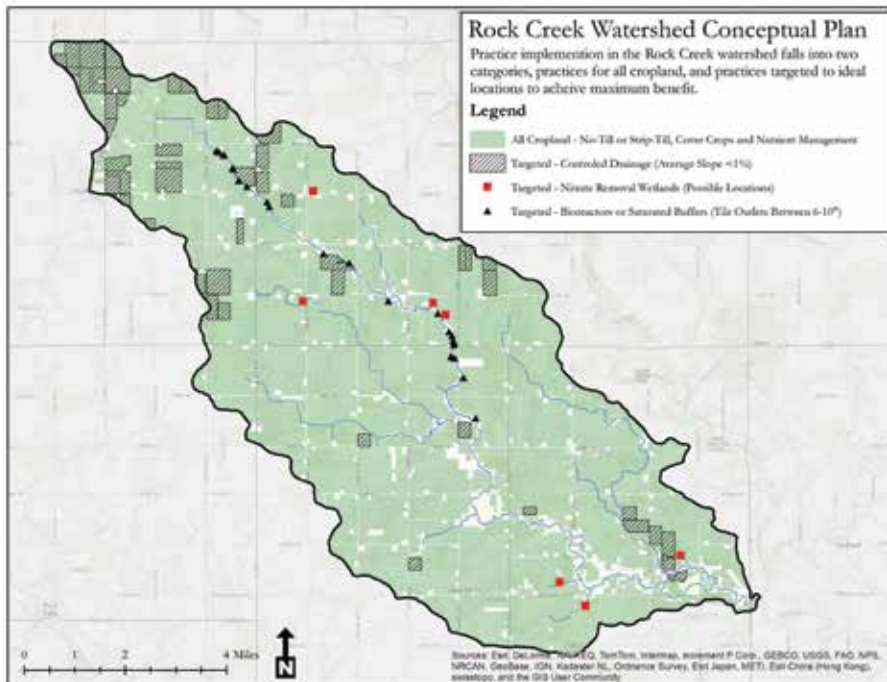 Rock Creek Watershed Conceptual Plan
Practice implemention in the Rock Creek watershed falls into two
categories, practices for all cropland, and practices targeted to ideal
locations to acheive maximum benefit.
Legend
All Cropland - No-Till or Strip-Till, Cover Crops and Nutrient Management
Targeted - Controled Drainage (Average Slope <1%)
Targeted - Nitrate Removal Wetlands (Possible Locations)
Targeted - Bioreactors or Saturated Buffers (Tile Outlets Between 6-10")
0 1 2 4 Miles
N
Sources: Esri, DeLorme, NAVTEQ, TomTom, Intermap, increment P Corp., GEBCO, USGS, FAO, NPS,
NRCAN, GeoBase, IGN, Kadaster NL, Ordnance Survey, Esri Japan, METI, Esri China (Hong Kong),
swisstopo, and the GIS User Community